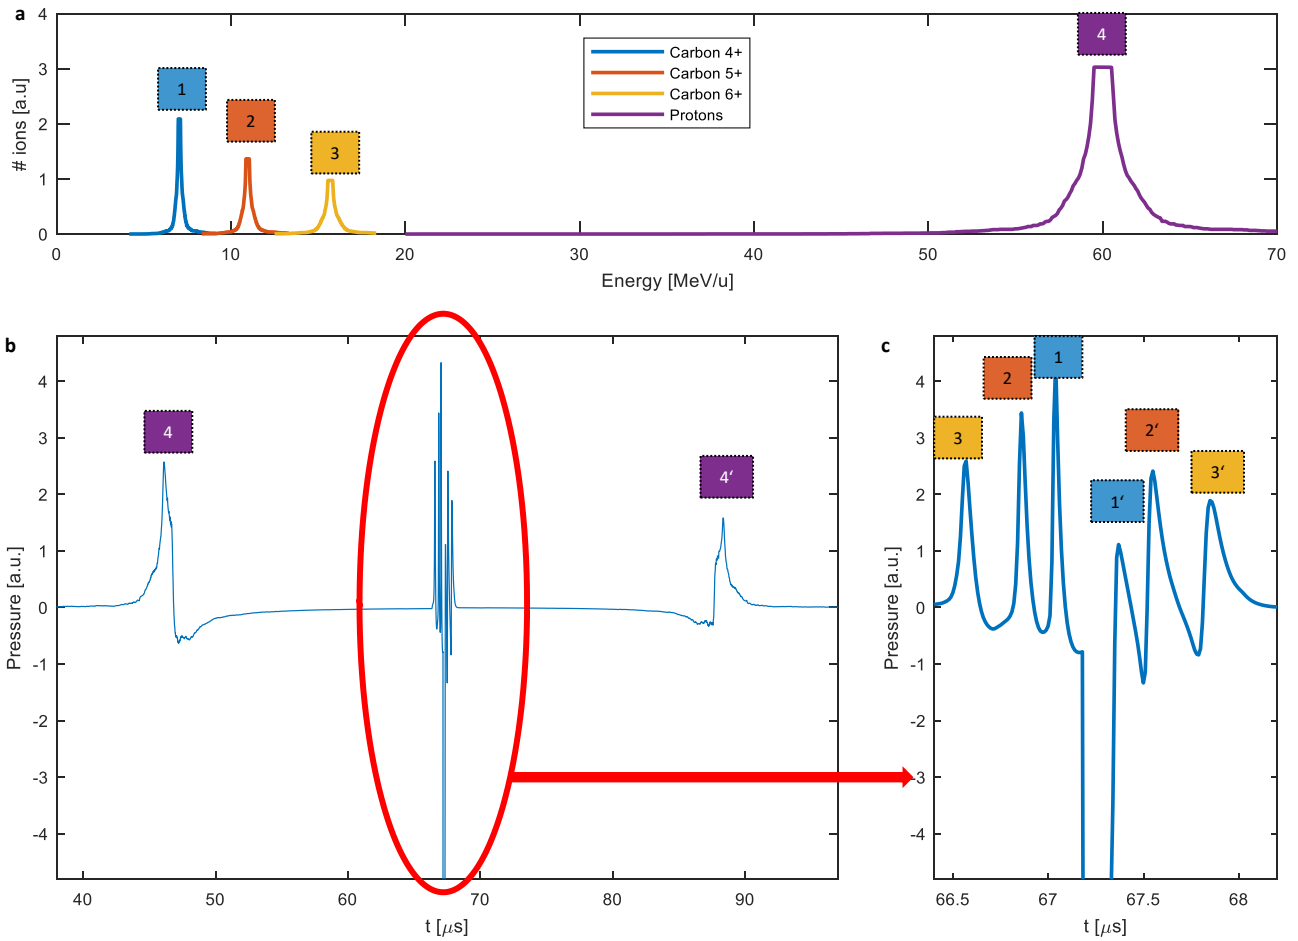 a
# ions [a.u]
4
3
2
1
0
1
2
3
4
Carbon 4+
Carbon 5+
Carbon 6+
Protons
0 10 20 30 40 50 60 70
Energy [MeV/u]
b
Pressure [a.u.]
4
3
2
1
0
-1
-2
-3
-4
4
4‘
40 50 60 70 80 90
t [μs]
c
Pressure [a.u.]
4
3
2
1
0
-1
-2
-3
-4
3
2
1
1‘
2‘
3‘
66.5 67 67.5 68
t [μs]